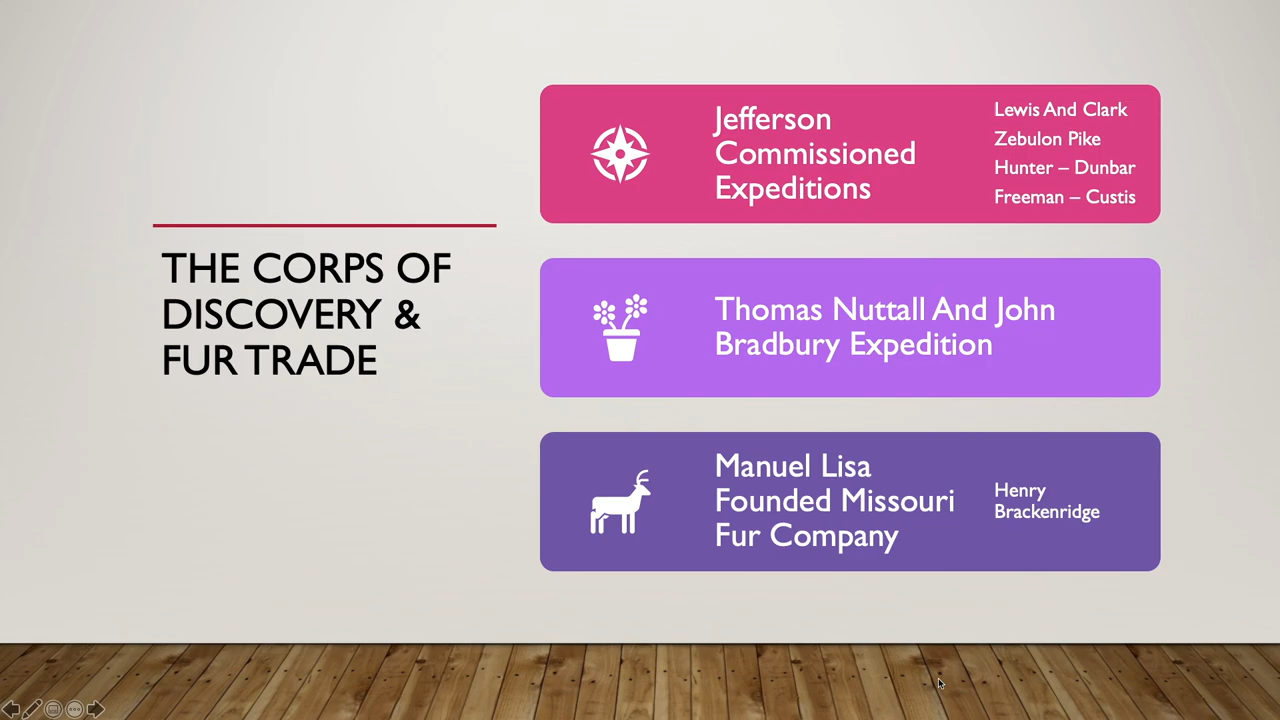 THE CORPS OF
DISCOVERY &
FUR TRADE
Jefferson
Commissioned
Expeditions
Lewis And Clark
Zebulon Pike
Hunter – Dunbar
Freeman – Custis
Thomas Nuttall And John
Bradbury Expedition
Manuel Lisa
Founded Missouri
Fur Company
Henry
Brackenridge